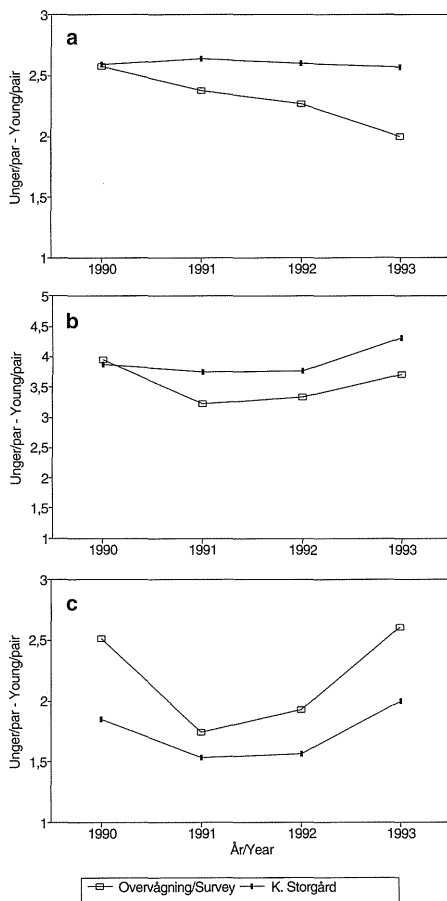 a
Unger/par - Young/pair
3
2,5
2
1,5
1
1990 1991 1992 1993
b
Unger/par - Young/pair
5
4,5
4
3,5
3
2,5
2
1,5
1
1990 1991 1992 1993
c
Unger/par - Young/pair
3
2,5
2
1,5
1
1990 1991 1992 1993
År/Year
Overvågning/Survey K. Storgård